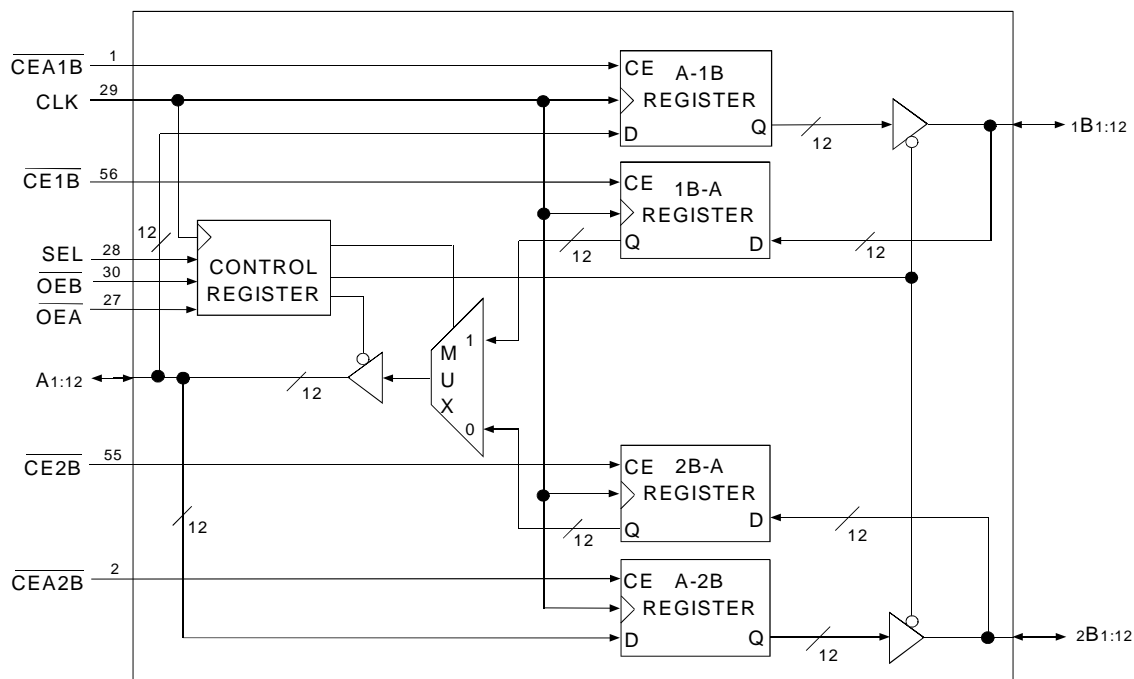 CEA1B 1
CE A-1B
CLK 29
REGISTER
D Q
12
1B1:12
CE1B 56
CE 1B-A
REGISTER
Q D
12
12
12
SEL 28
OEB 30
OEA 27
CONTROL
REGISTER
M
U
X
1
0
A1:12
12
CE2B 55
CE 2B-A
REGISTER
Q D
12
12
12
CEA2B 2
CE A-2B
REGISTER
D Q
12
2B1:12